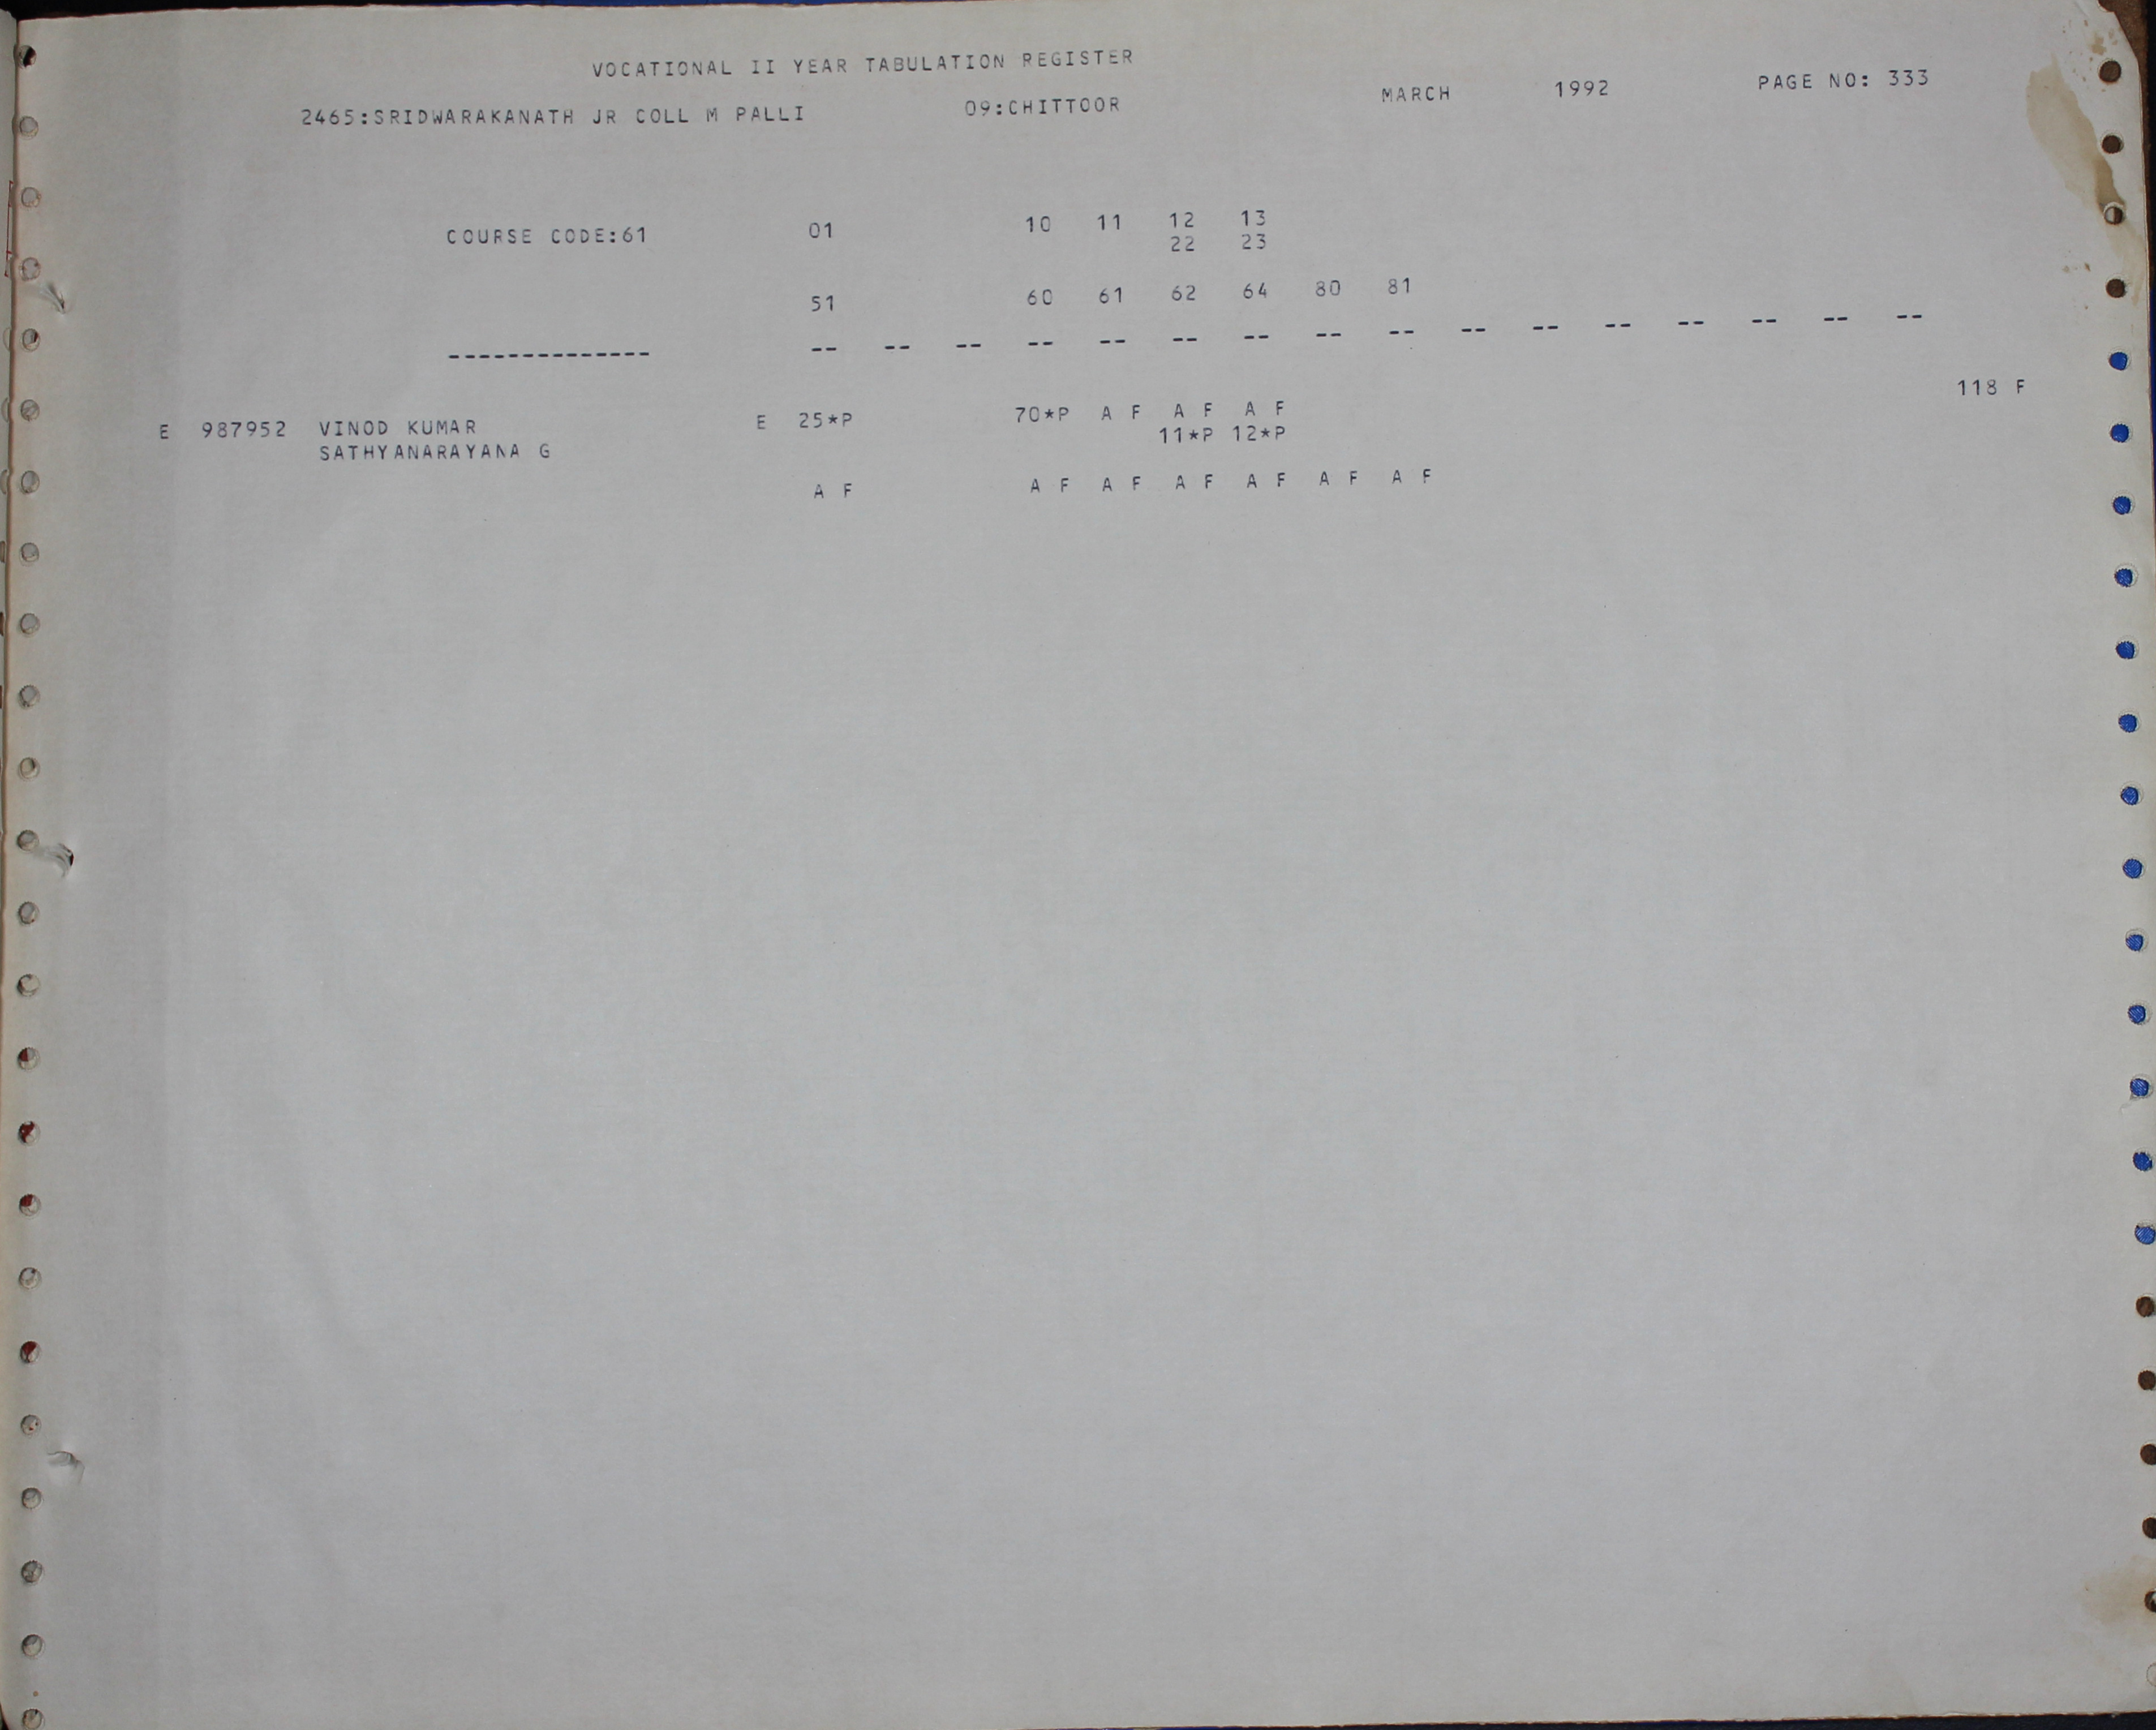 VOCATIONAL II YEAR TABULATION REGISTER
2465:SRIDWARAKANATH JR COLL M PALLI 09:CHITTOOR MARCH 1992 PAGE NO: 333
COURSE CODE:61 01 10 11 12 13
22 23
51 60 61 62 64 80 81
-------------- -- -- -- -- -- -- -- -- -- -- -- -- -- -- -- --
E 987952 VINOD KUMAR E 25*P 70*P A F A F A F 118 F
SATHYANARAYANA G 11*P 12*P
A F A F A F A F A F A F A F